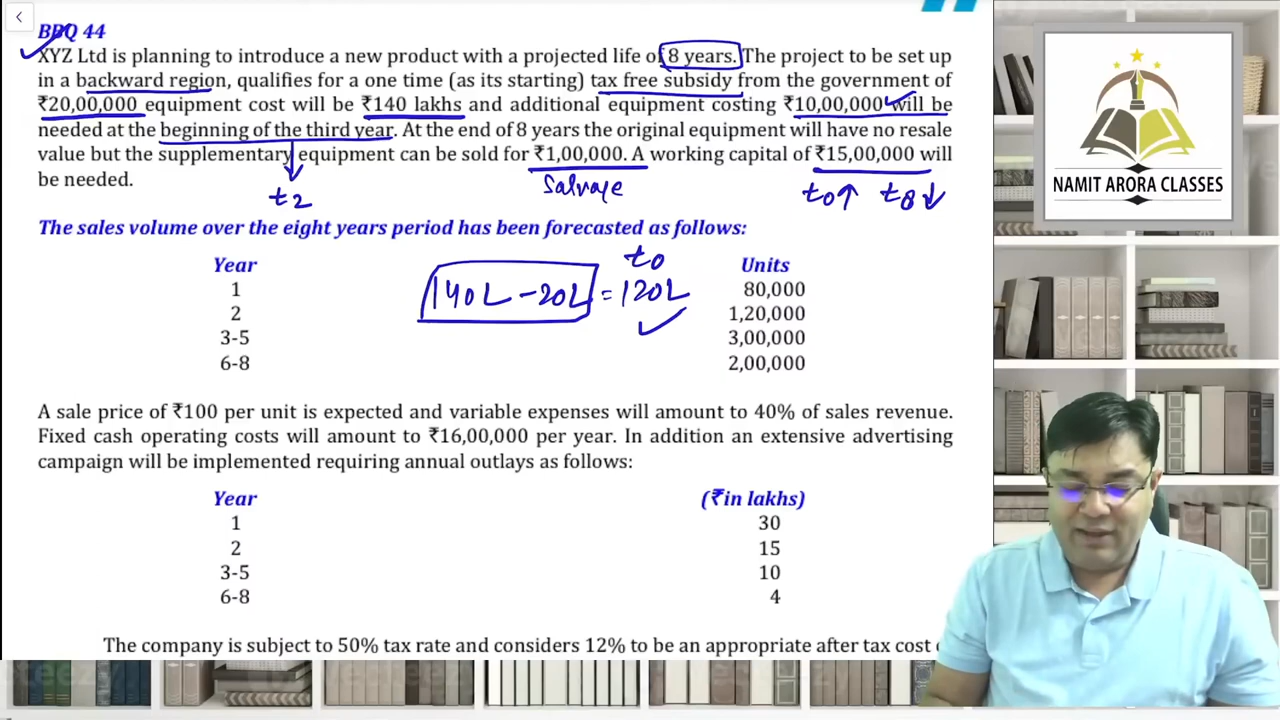 BBQ 44
XYZ Ltd is planning to introduce a new product with a projected life of 8 years. The project to be set up
in a backward region, qualifies for a one time (as its starting) tax free subsidy from the government of
₹20,00,000 equipment cost will be ₹140 lakhs and additional equipment costing ₹10,00,000 will be
needed at the beginning of the third year. At the end of 8 years the original equipment will have no resale
value but the supplementary equipment can be sold for ₹1,00,000. A working capital of ₹15,00,000 will
be needed.
t2
Salvage
t0↑ t8↓
NAMIT ARORA CLASSES
The sales volume over the eight years period has been forecasted as follows:
Year Units
1 80,000
2 1,20,000
3-5 3,00,000
6-8 2,00,000
t0
140L - 20L = 120L
A sale price of ₹100 per unit is expected and variable expenses will amount to 40% of sales revenue.
Fixed cash operating costs will amount to ₹16,00,000 per year. In addition an extensive advertising
campaign will be implemented requiring annual outlays as follows:
Year (₹in lakhs)
1 30
2 15
3-5 10
6-8 4
The company is subject to 50% tax rate and considers 12% to be an appropriate after tax cost